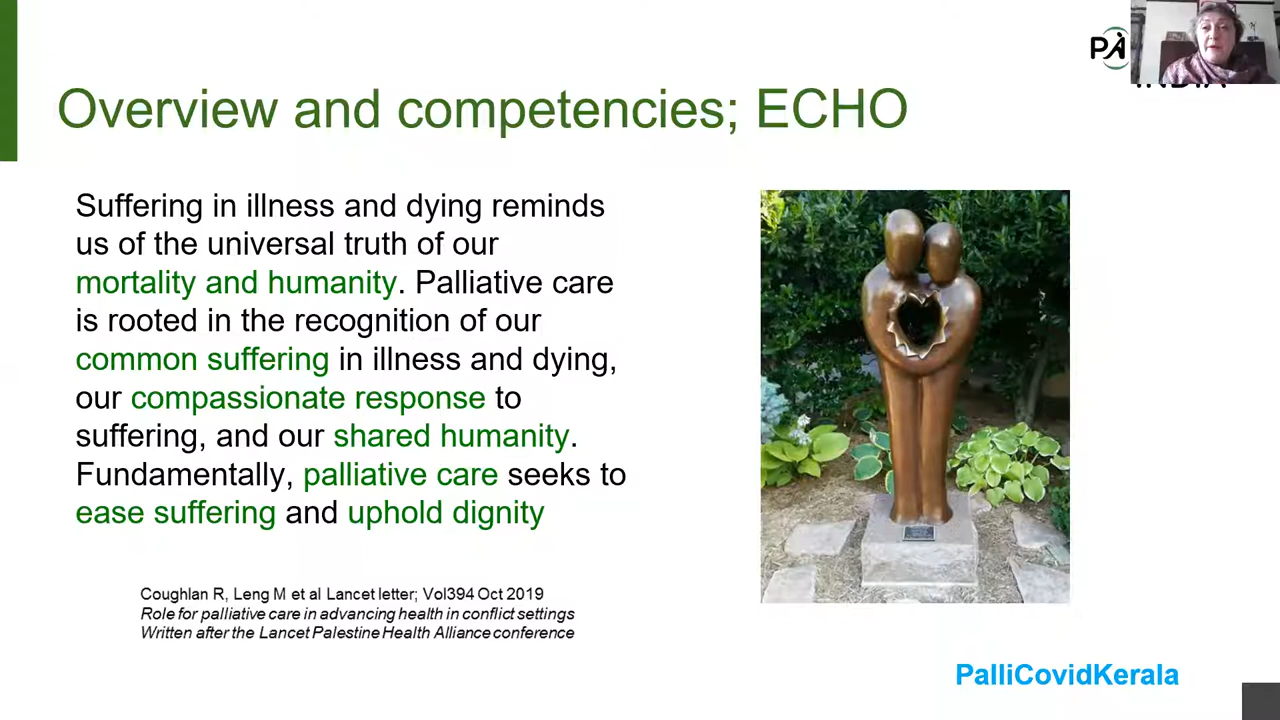 PA
INDIA
Overview and competencies; ECHO
Suffering in illness and dying reminds
us of the universal truth of our
mortality and humanity. Palliative care
is rooted in the recognition of our
common suffering in illness and dying,
our compassionate response to
suffering, and our shared humanity.
Fundamentally, palliative care seeks to
ease suffering and uphold dignity
Coughlan R, Leng M et al Lancet letter; Vol394 Oct 2019
Role for palliative care in advancing health in conflict settings
Written after the Lancet Palestine Health Alliance conference
PalliCovidKerala